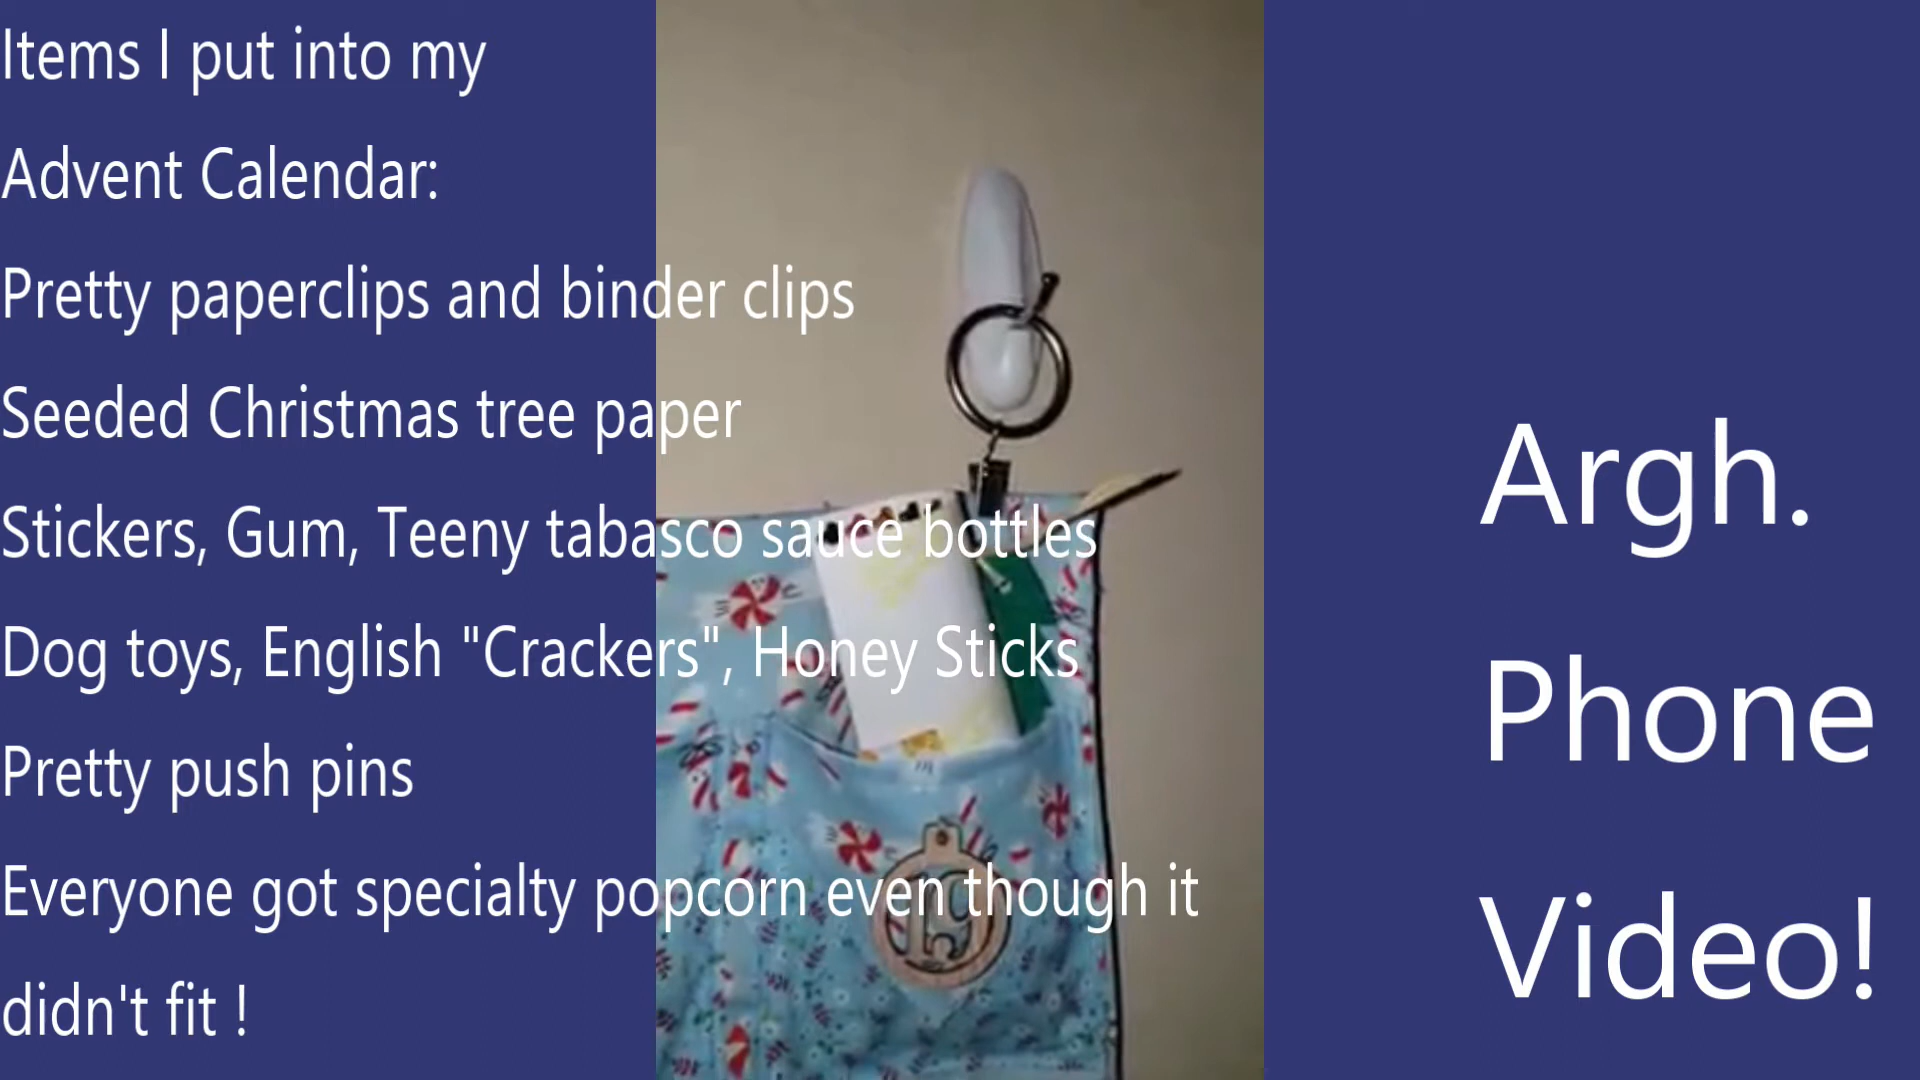 Items I put into my
Advent Calendar:
Pretty paperclips and binder clips
Seeded Christmas tree paper
Stickers, Gum, Teeny tabasco sauce bottles
Dog toys, English "Crackers", Honey Sticks
Pretty push pins
Everyone got specialty popcorn even though it
didn't fit !
Argh.
Phone
Video!
19